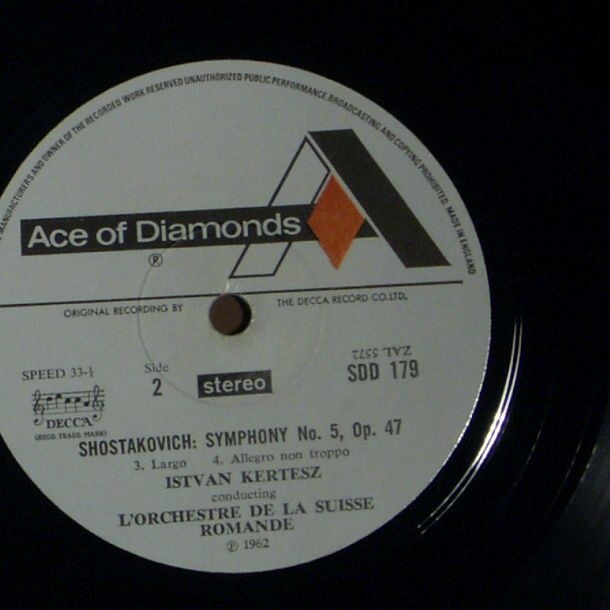 MANUFACTURERS AND OWNER OF THE RECORDED WORK RESERVED UNAUTHORIZED PUBLIC PERFORMANCE, BROADCASTING AND COPYING PROHIBITED. MADE IN ENGLAND
Ace of Diamonds
®
ORIGINAL RECORDING BY THE DECCA RECORD CO. LTD.
SPEED 33-⅓
Side
2
stereo
ZAL 5572
SDD 179
DECCA
(REGD. TRADE MARK)
SHOSTAKOVICH: SYMPHONY No. 5, Op. 47
3. Largo 4. Allegro non troppo
ISTVAN KERTESZ
conducting
L'ORCHESTRE DE LA SUISSE
ROMANDE
℗ 1962